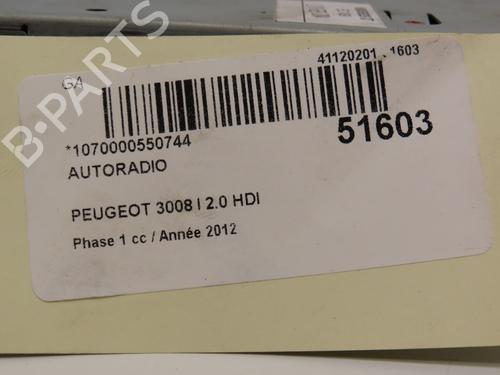 B-PARTS
GA
41120201 . 1603
*1070000550744
51603
AUTORADIO
PEUGEOT 3008 I 2.0 HDI
Phase 1 cc / Année 2012